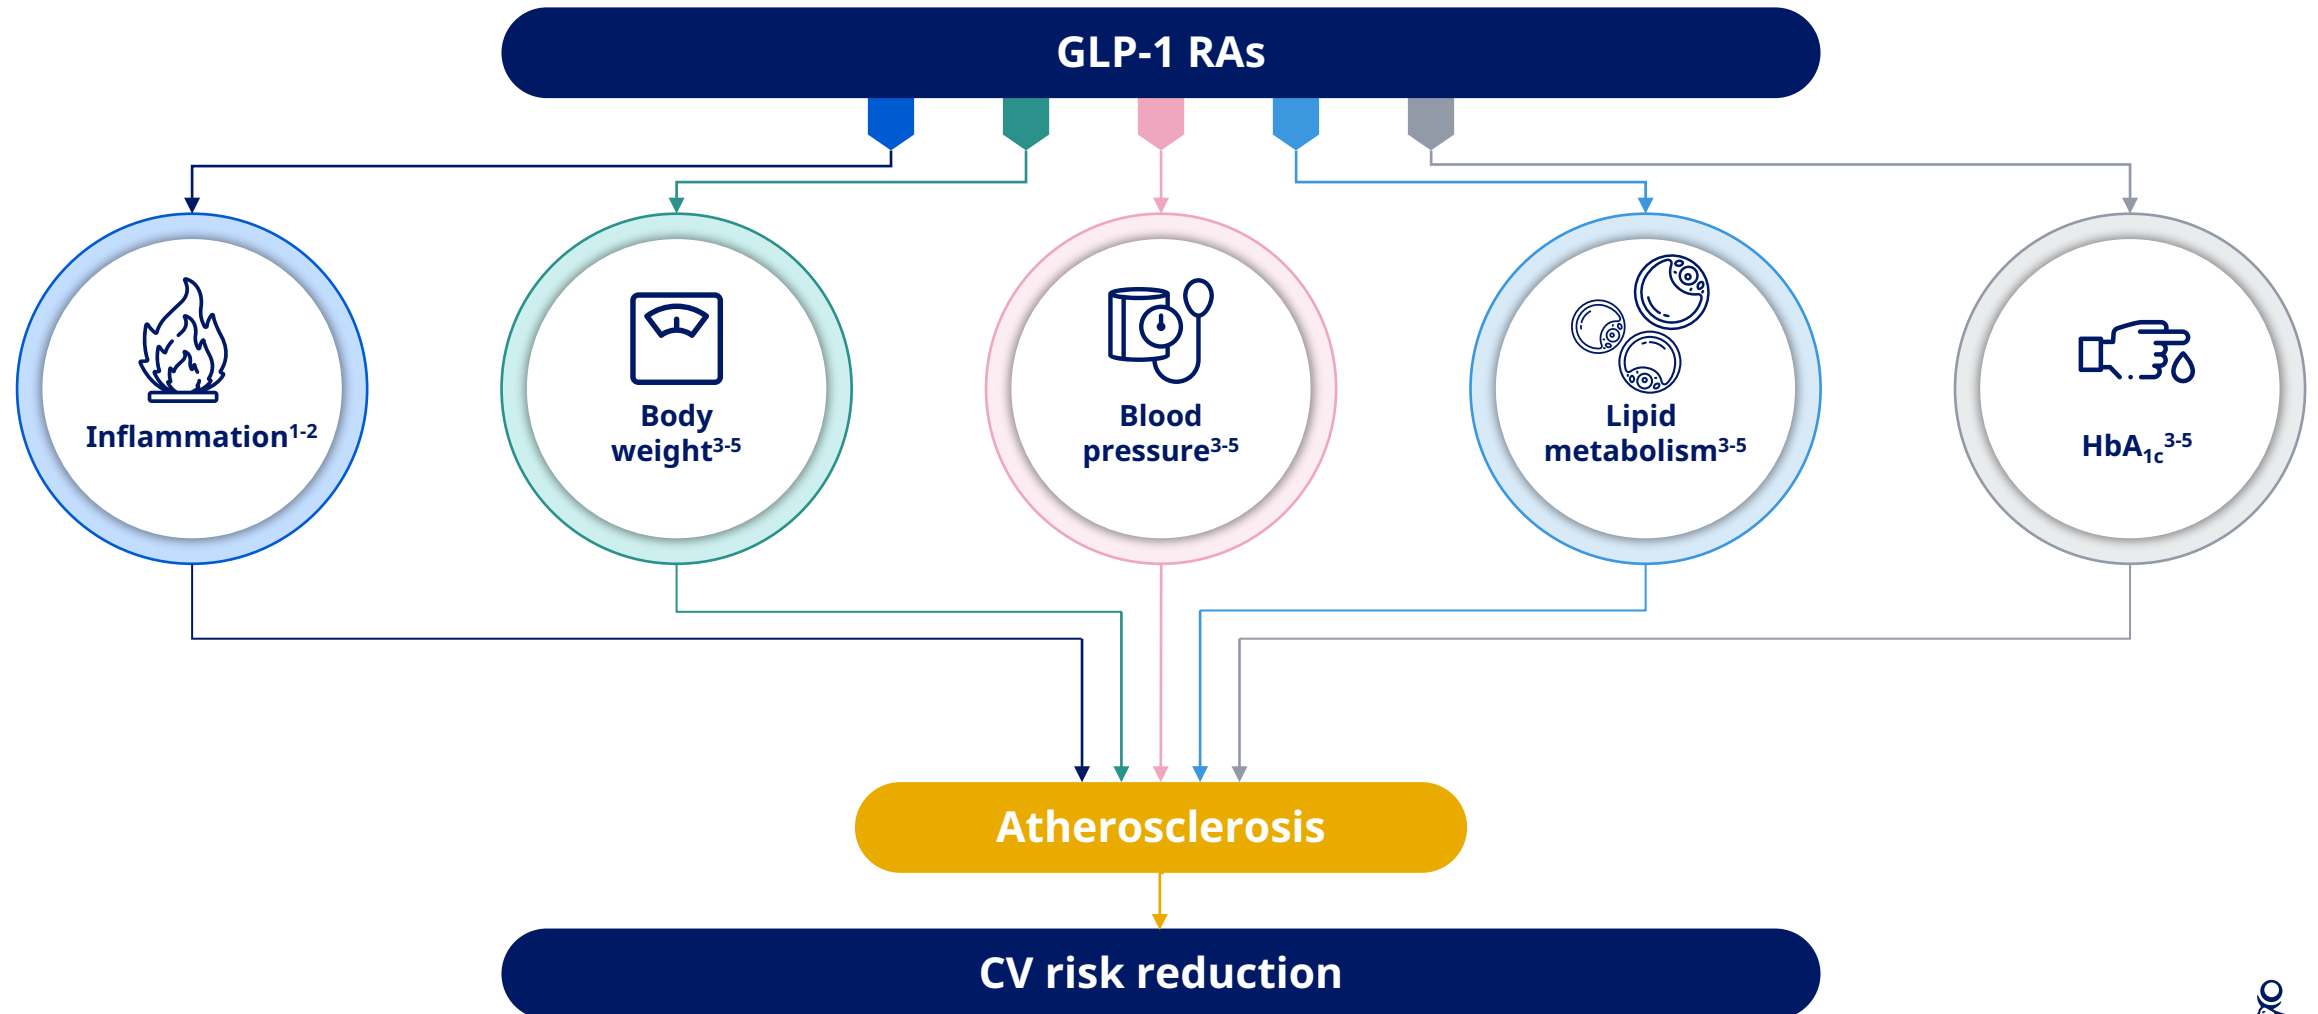 GLP-1 RAs
Inflammation1-2
Body
weight3-5
Blood
pressure3-5
Lipid
metabolism3-5
HbA1c3-5
Atherosclerosis
CV risk reduction